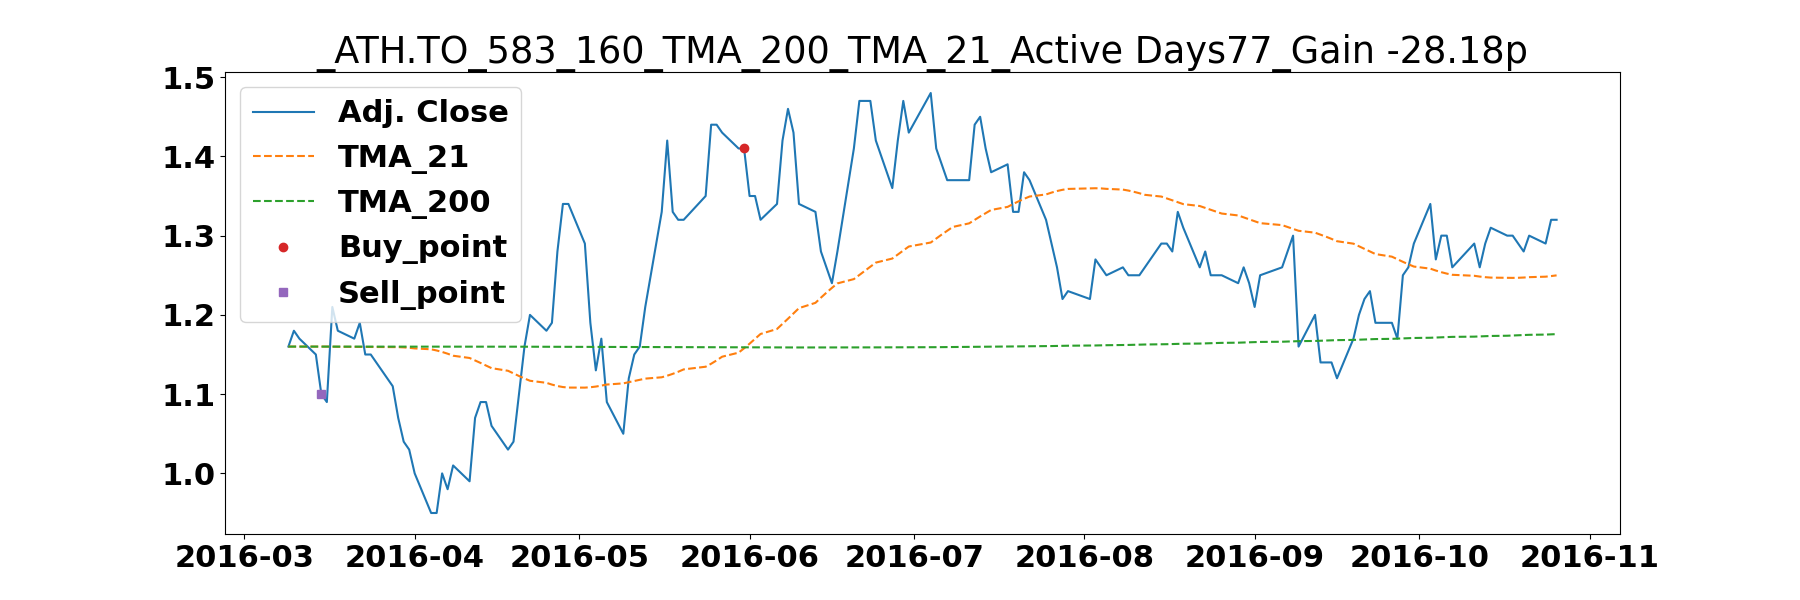 _ATH.TO_583_160_TMA_200_TMA_21_Active Days77_Gain -28.18p
1.5
1.4
1.3
1.2
1.1
1.0
Adj. Close
TMA_21
TMA_200
Buy_point
Sell_point
2016-03 2016-04 2016-05 2016-06 2016-07 2016-08 2016-09 2016-10 2016-11